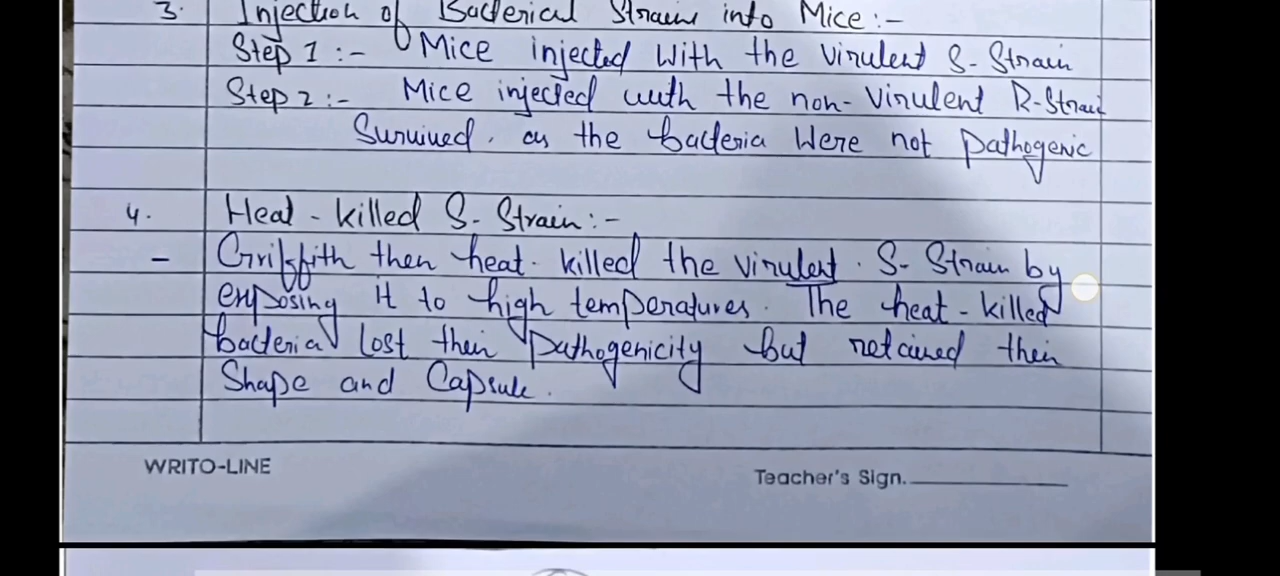 3. Injection of Bacterial Strains into Mice:-
Step 1:- Mice injected with the virulent S-Strain
Step 2:- Mice injected with the non-virulent R-Strain
Survived. as the bacteria were not pathogenic
4. Heat-killed S-Strain:-
- Griffith then heat-killed the virulent S-Strain by
exposing it to high temperatures. The heat-killed
bacteria lost their pathogenicity but retained their
Shape and Capsule.
WRITO-LINE
Teacher's Sign.